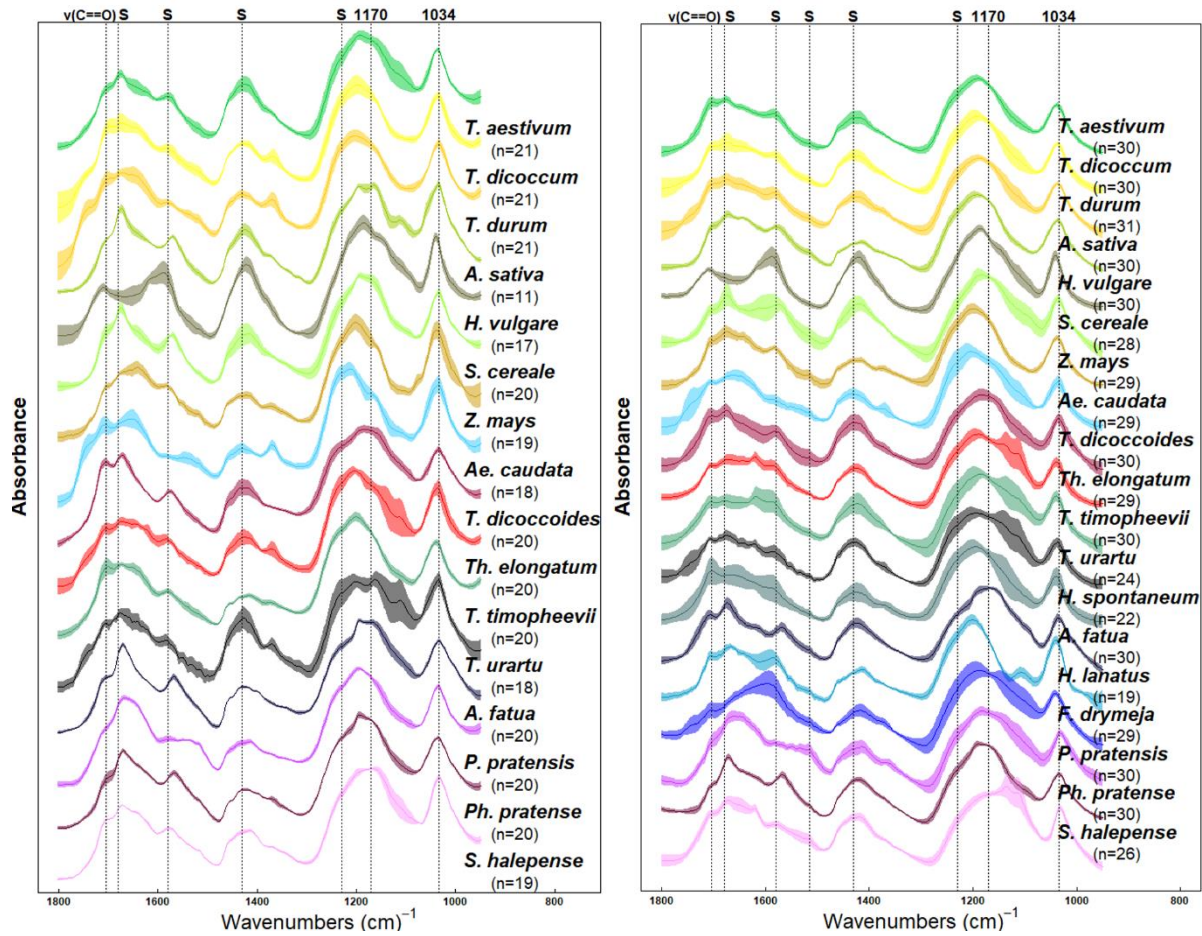 v(C==O) S S S S 1170 1034
T. aestivum
(n=21)
T. dicoccum
(n=21)
T. durum
(n=21)
A. sativa
(n=11)
H. vulgare
(n=17)
S. cereale
(n=20)
Z. mays
(n=19)
Ae. caudata
(n=18)
T. dicoccoides
(n=20)
Th. elongatum
(n=20)
T. timopheevii
(n=20)
T. urartu
(n=18)
A. fatua
(n=20)
P. pratensis
(n=20)
Ph. pratense
(n=20)
S. halepense
(n=19)
Absorbance
1800 1600 1400 1200 1000 800
Wavenumbers (cm)⁻¹
v(C==O) S S S S S 1170 1034
T. aestivum
(n=30)
T. dicoccum
(n=30)
T. durum
(n=31)
A. sativa
(n=30)
H. vulgare
(n=30)
S. cereale
(n=28)
Z. mays
(n=29)
Ae. caudata
(n=29)
T. dicoccoides
(n=30)
Th. elongatum
(n=29)
T. timopheevii
(n=30)
T. urartu
(n=24)
H. spontaneum
(n=22)
A. fatua
(n=30)
H. lanatus
(n=19)
F. drymeja
(n=29)
P. pratensis
(n=30)
Ph. pratense
(n=30)
S. halepense
(n=26)
Absorbance
1800 1600 1400 1200 1000 800
Wavenumbers (cm)⁻¹